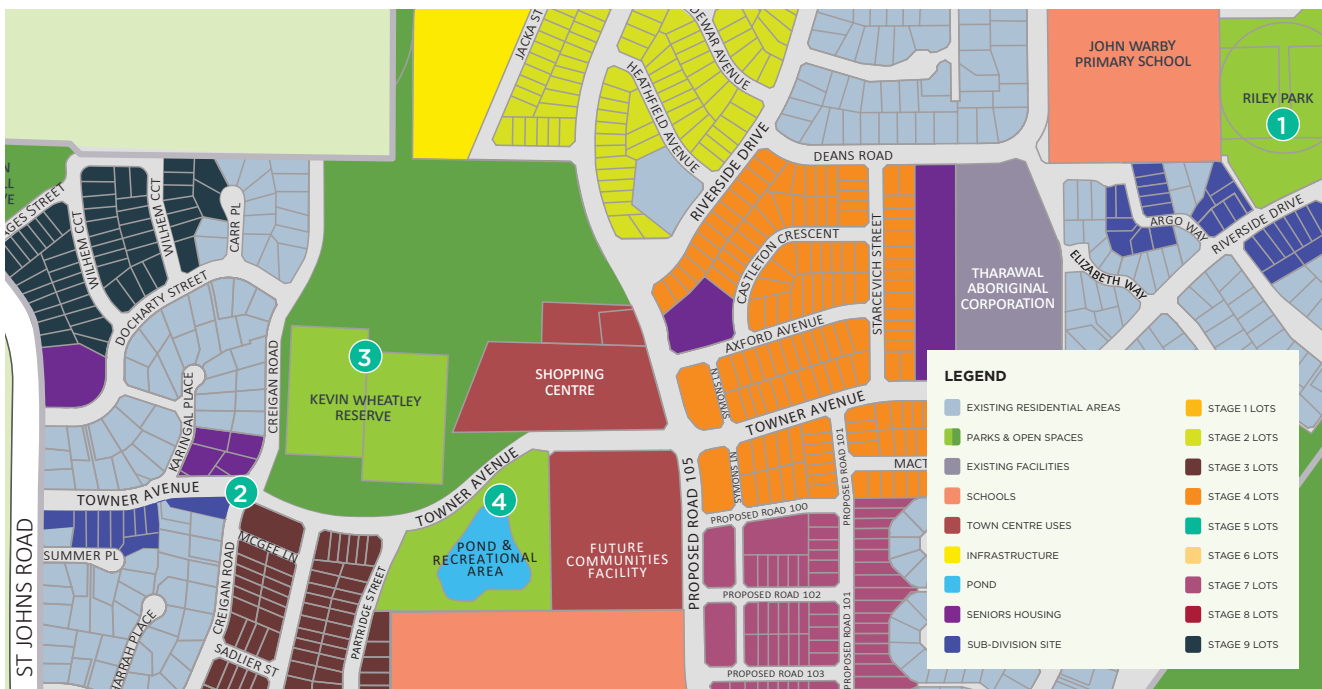 JACKA ST
HEATHFIELD AVENUE
DEWAR AVENUE
RIVERSIDE DRIVE
DEANS ROAD
JOHN WARBY
PRIMARY SCHOOL
RILEY PARK
1
WILHEM CCT
WILHEM CCT
CARR PL
DOCHARTY STREET
CREIGAN ROAD
KARINGAL PLACE
3
KEVIN WHEATLEY
RESERVE
SHOPPING
CENTRE
CASTLETON CRESCENT
STARCEVICH STREET
AXFORD AVENUE
SYMONS LN
TOWNER AVENUE
THARAWAL
ABORIGINAL
CORPORATION
ARGO WAY
ELIZABETH WAY
RIVERSIDE DRIVE
TOWNER AVENUE
2
SUMMER PL
ST JOHNS ROAD
MCGEE LN
CREIGAN ROAD
SADLIER ST
PARTRIDGE STREET
TOWNER AVENUE
4
POND &
RECREATIONAL
AREA
FUTURE
COMMUNITIES
FACILITY
PROPOSED ROAD 105
SYMONS LN
PROPOSED ROAD 101
PROPOSED ROAD 100
PROPOSED ROAD 102
PROPOSED ROAD 101
PROPOSED ROAD 103
LEGEND
EXISTING RESIDENTIAL AREAS
PARKS & OPEN SPACES
EXISTING FACILITIES
SCHOOLS
TOWN CENTRE USES
INFRASTRUCTURE
POND
SENIORS HOUSING
SUB-DIVISION SITE
STAGE 1 LOTS
STAGE 2 LOTS
STAGE 3 LOTS
STAGE 4 LOTS
STAGE 5 LOTS
STAGE 6 LOTS
STAGE 7 LOTS
STAGE 8 LOTS
STAGE 9 LOTS